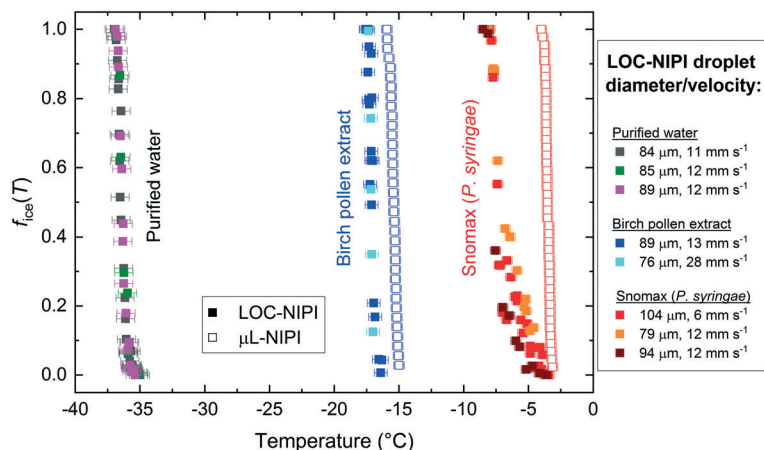 1.0
0.8
0.6
0.4
0.2
0.0
f_ice(T)
Purified water
Birch pollen extract
Snomax (P. syringae)
LOC-NIPI
μL-NIPI
-40 -35 -30 -25 -20 -15 -10 -5 0
Temperature (°C)
LOC-NIPI droplet
diameter/velocity:
Purified water
84 μm, 11 mm s⁻¹
85 μm, 12 mm s⁻¹
89 μm, 12 mm s⁻¹
Birch pollen extract
89 μm, 13 mm s⁻¹
76 μm, 28 mm s⁻¹
Snomax (P. syringae)
104 μm, 6 mm s⁻¹
79 μm, 12 mm s⁻¹
94 μm, 12 mm s⁻¹